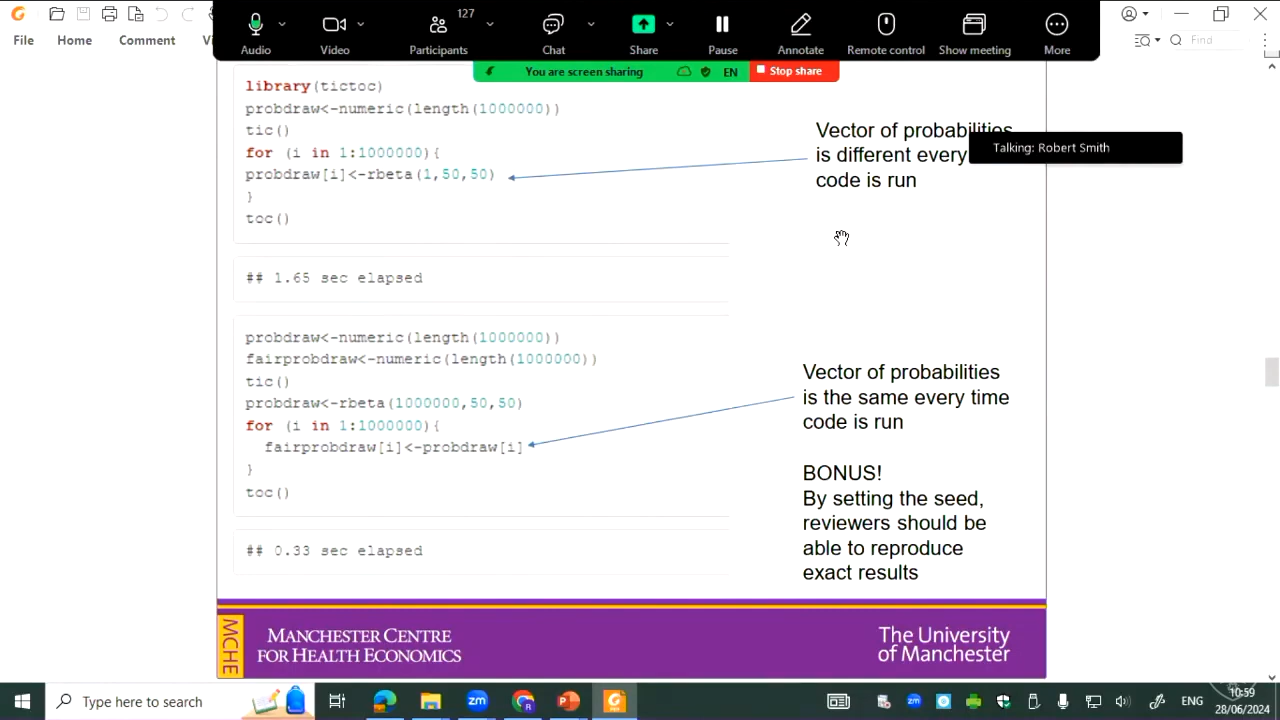 127
Audio
Video
Participants
Chat
Share
Pause
Annotate
Remote control
Show meeting
More
File
Home
Comment
Find
You are screen sharing
EN
Stop share
Talking: Robert Smith
library(tictoc)
probdraw<-numeric(length(1000000))
tic()
for (i in 1:1000000){
probdraw[i]<-rbeta(1,50,50)
}
toc()
Vector of probabilities
is different every
code is run
## 1.65 sec elapsed
probdraw<-numeric(length(1000000))
fairprobdraw<-numeric(length(1000000))
tic()
probdraw<-rbeta(1000000,50,50)
for (i in 1:1000000){
fairprobdraw[i]<-probdraw[i]
}
toc()
Vector of probabilities
is the same every time
code is run
BONUS!
By setting the seed,
reviewers should be
able to reproduce
exact results
## 0.33 sec elapsed
MCHE
MANCHESTER CENTRE
FOR HEALTH ECONOMICS
The University
of Manchester
Type here to search
ENG
10:59
28/06/2024